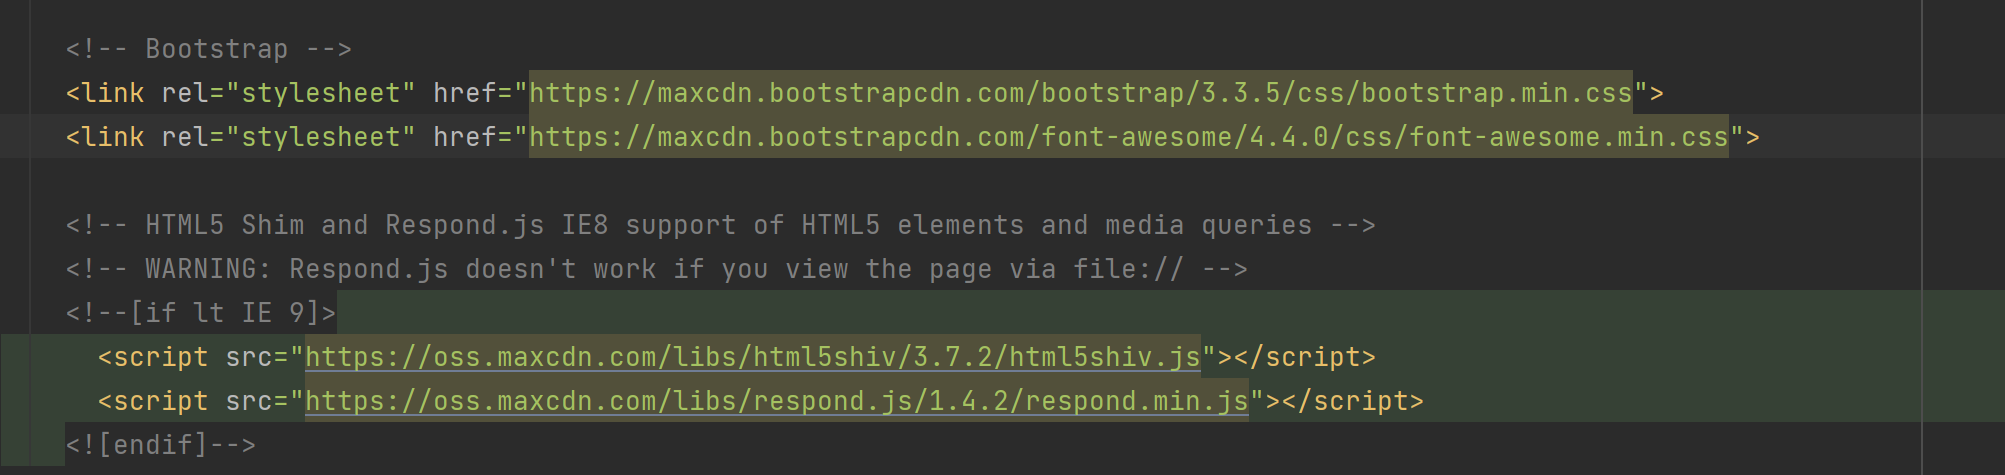 <!-- Bootstrap -->
<link rel="stylesheet" href="https://maxcdn.bootstrapcdn.com/bootstrap/3.3.5/css/bootstrap.min.css">
<link rel="stylesheet" href="https://maxcdn.bootstrapcdn.com/font-awesome/4.4.0/css/font-awesome.min.css">
<!-- HTML5 Shim and Respond.js IE8 support of HTML5 elements and media queries -->
<!-- WARNING: Respond.js doesn't work if you view the page via file:// -->
<!--[if lt IE 9]>
<script src="https://oss.maxcdn.com/libs/html5shiv/3.7.2/html5shiv.js"></script>
<script src="https://oss.maxcdn.com/libs/respond.js/1.4.2/respond.min.js"></script>
<![endif]-->